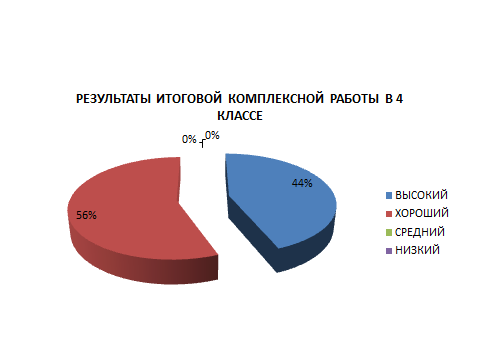 РЕЗУЛЬТАТЫ ИТОГОВОЙ КОМПЛЕКСНОЙ РАБОТЫ В 4
КЛАССЕ
0% 0%
44%
56%
ВЫСОКИЙ
ХОРОШИЙ
СРЕДНИЙ
НИЗКИЙ